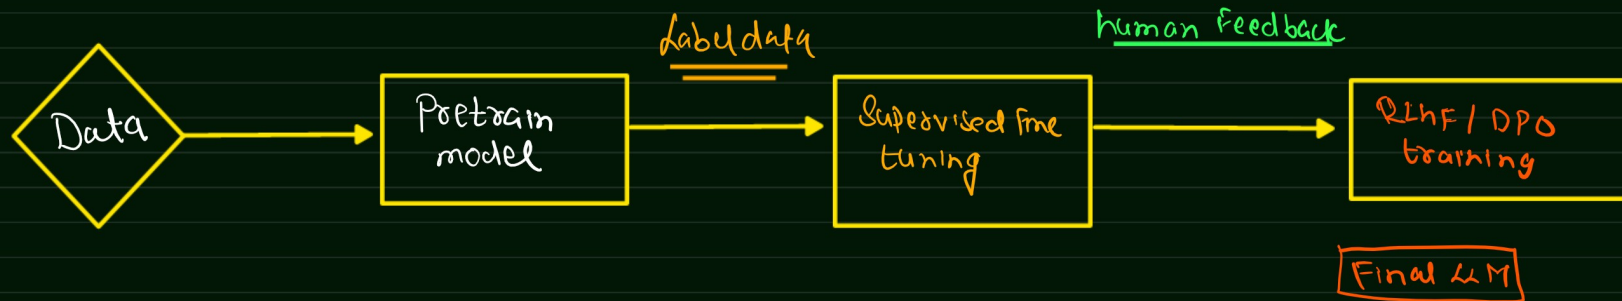 Label data
human Feedback
Data
Pretrain
model
Supervised fine
tuning
RLHF / DPO
training
Final LLM